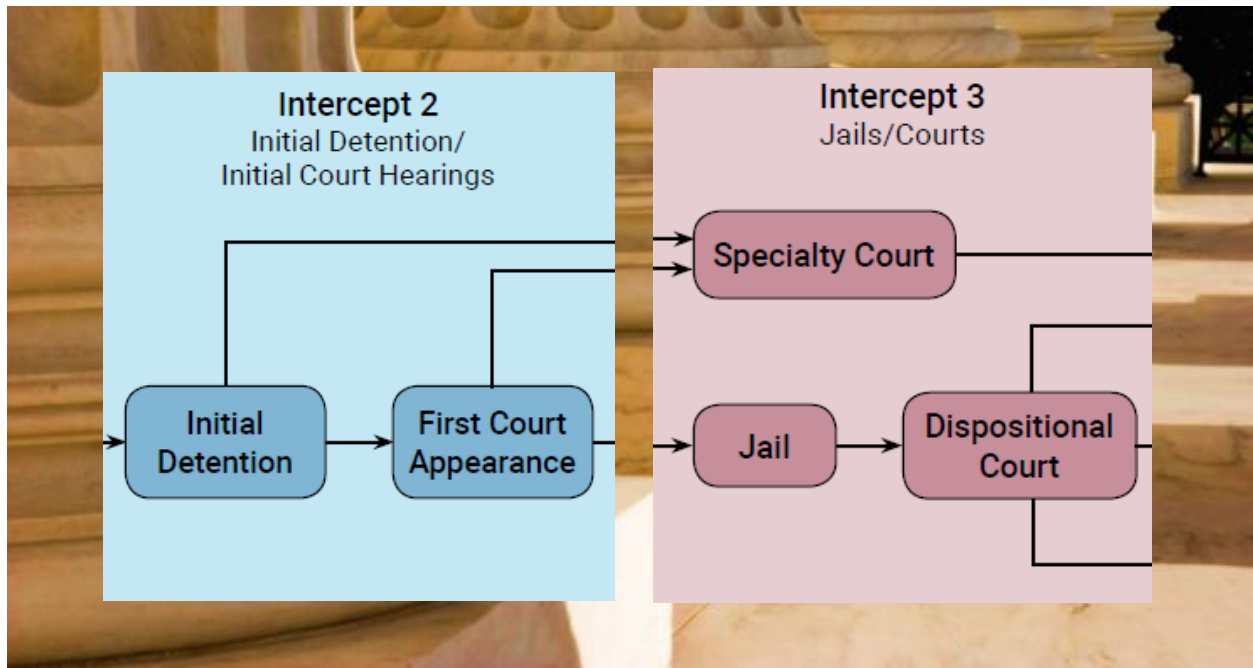 Intercept 2
Initial Detention/
Initial Court Hearings
Initial
Detention
First Court
Appearance
Intercept 3
Jails/Courts
Specialty Court
Jail
Dispositional
Court